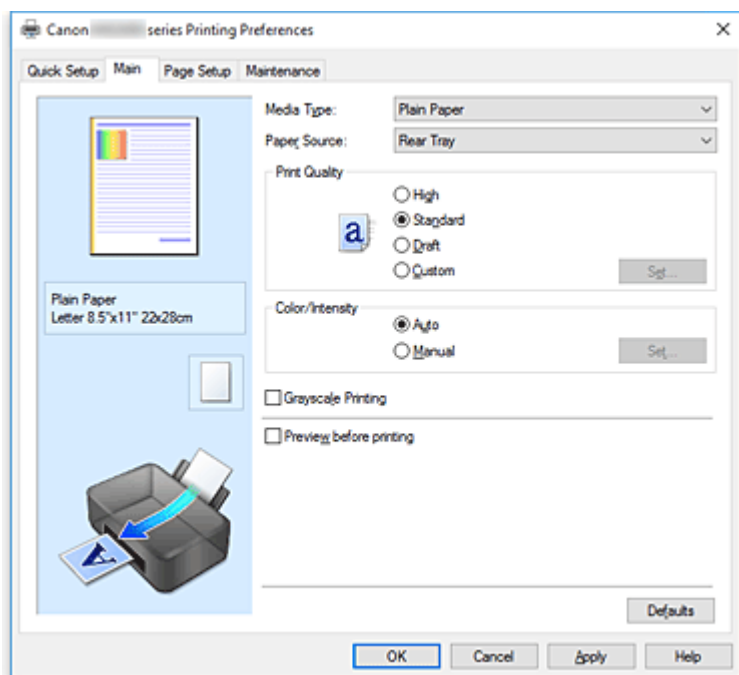 Canon series Printing Preferences
Quick Setup Main Page Setup Maintenance
Media Type: Plain Paper
Paper Source: Rear Tray
Print Quality
High
a Standard
Draft
Custom Set...
Plain Paper
Letter 8.5"x11" 22x28cm
Color/Intensity
Auto
Manual Set...
Grayscale Printing
Preview before printing
A
Defaults
OK Cancel Apply Help